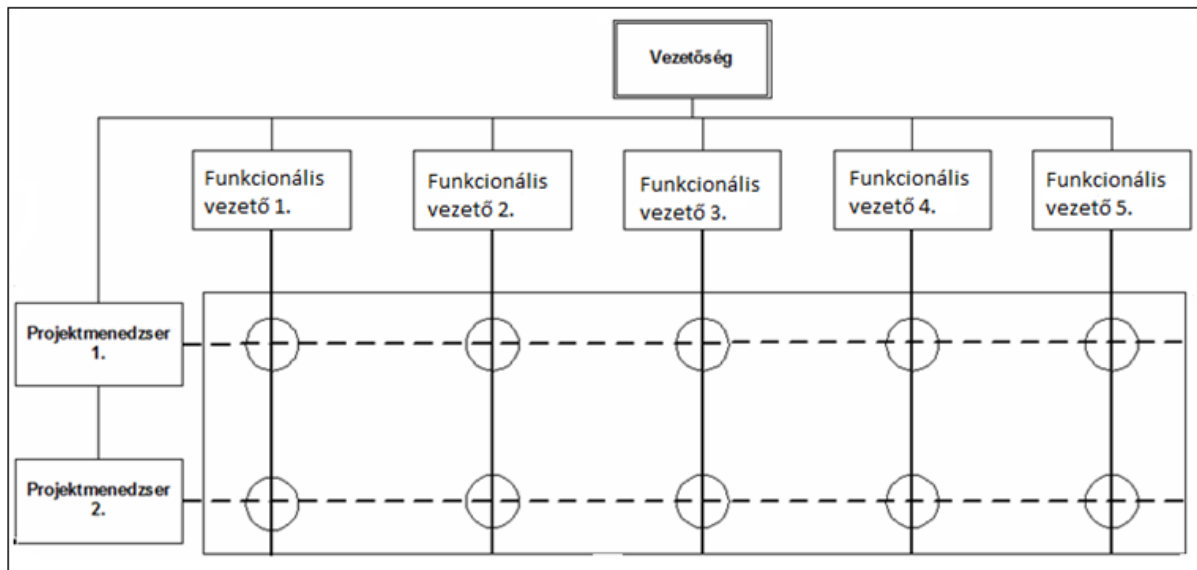 Vezetőség
Funkcionális
vezető 1.
Funkcionális
vezető 2.
Funkcionális
vezető 3.
Funkcionális
vezető 4.
Funkcionális
vezető 5.
Projektmenedzser
1.
Projektmenedzser
2.